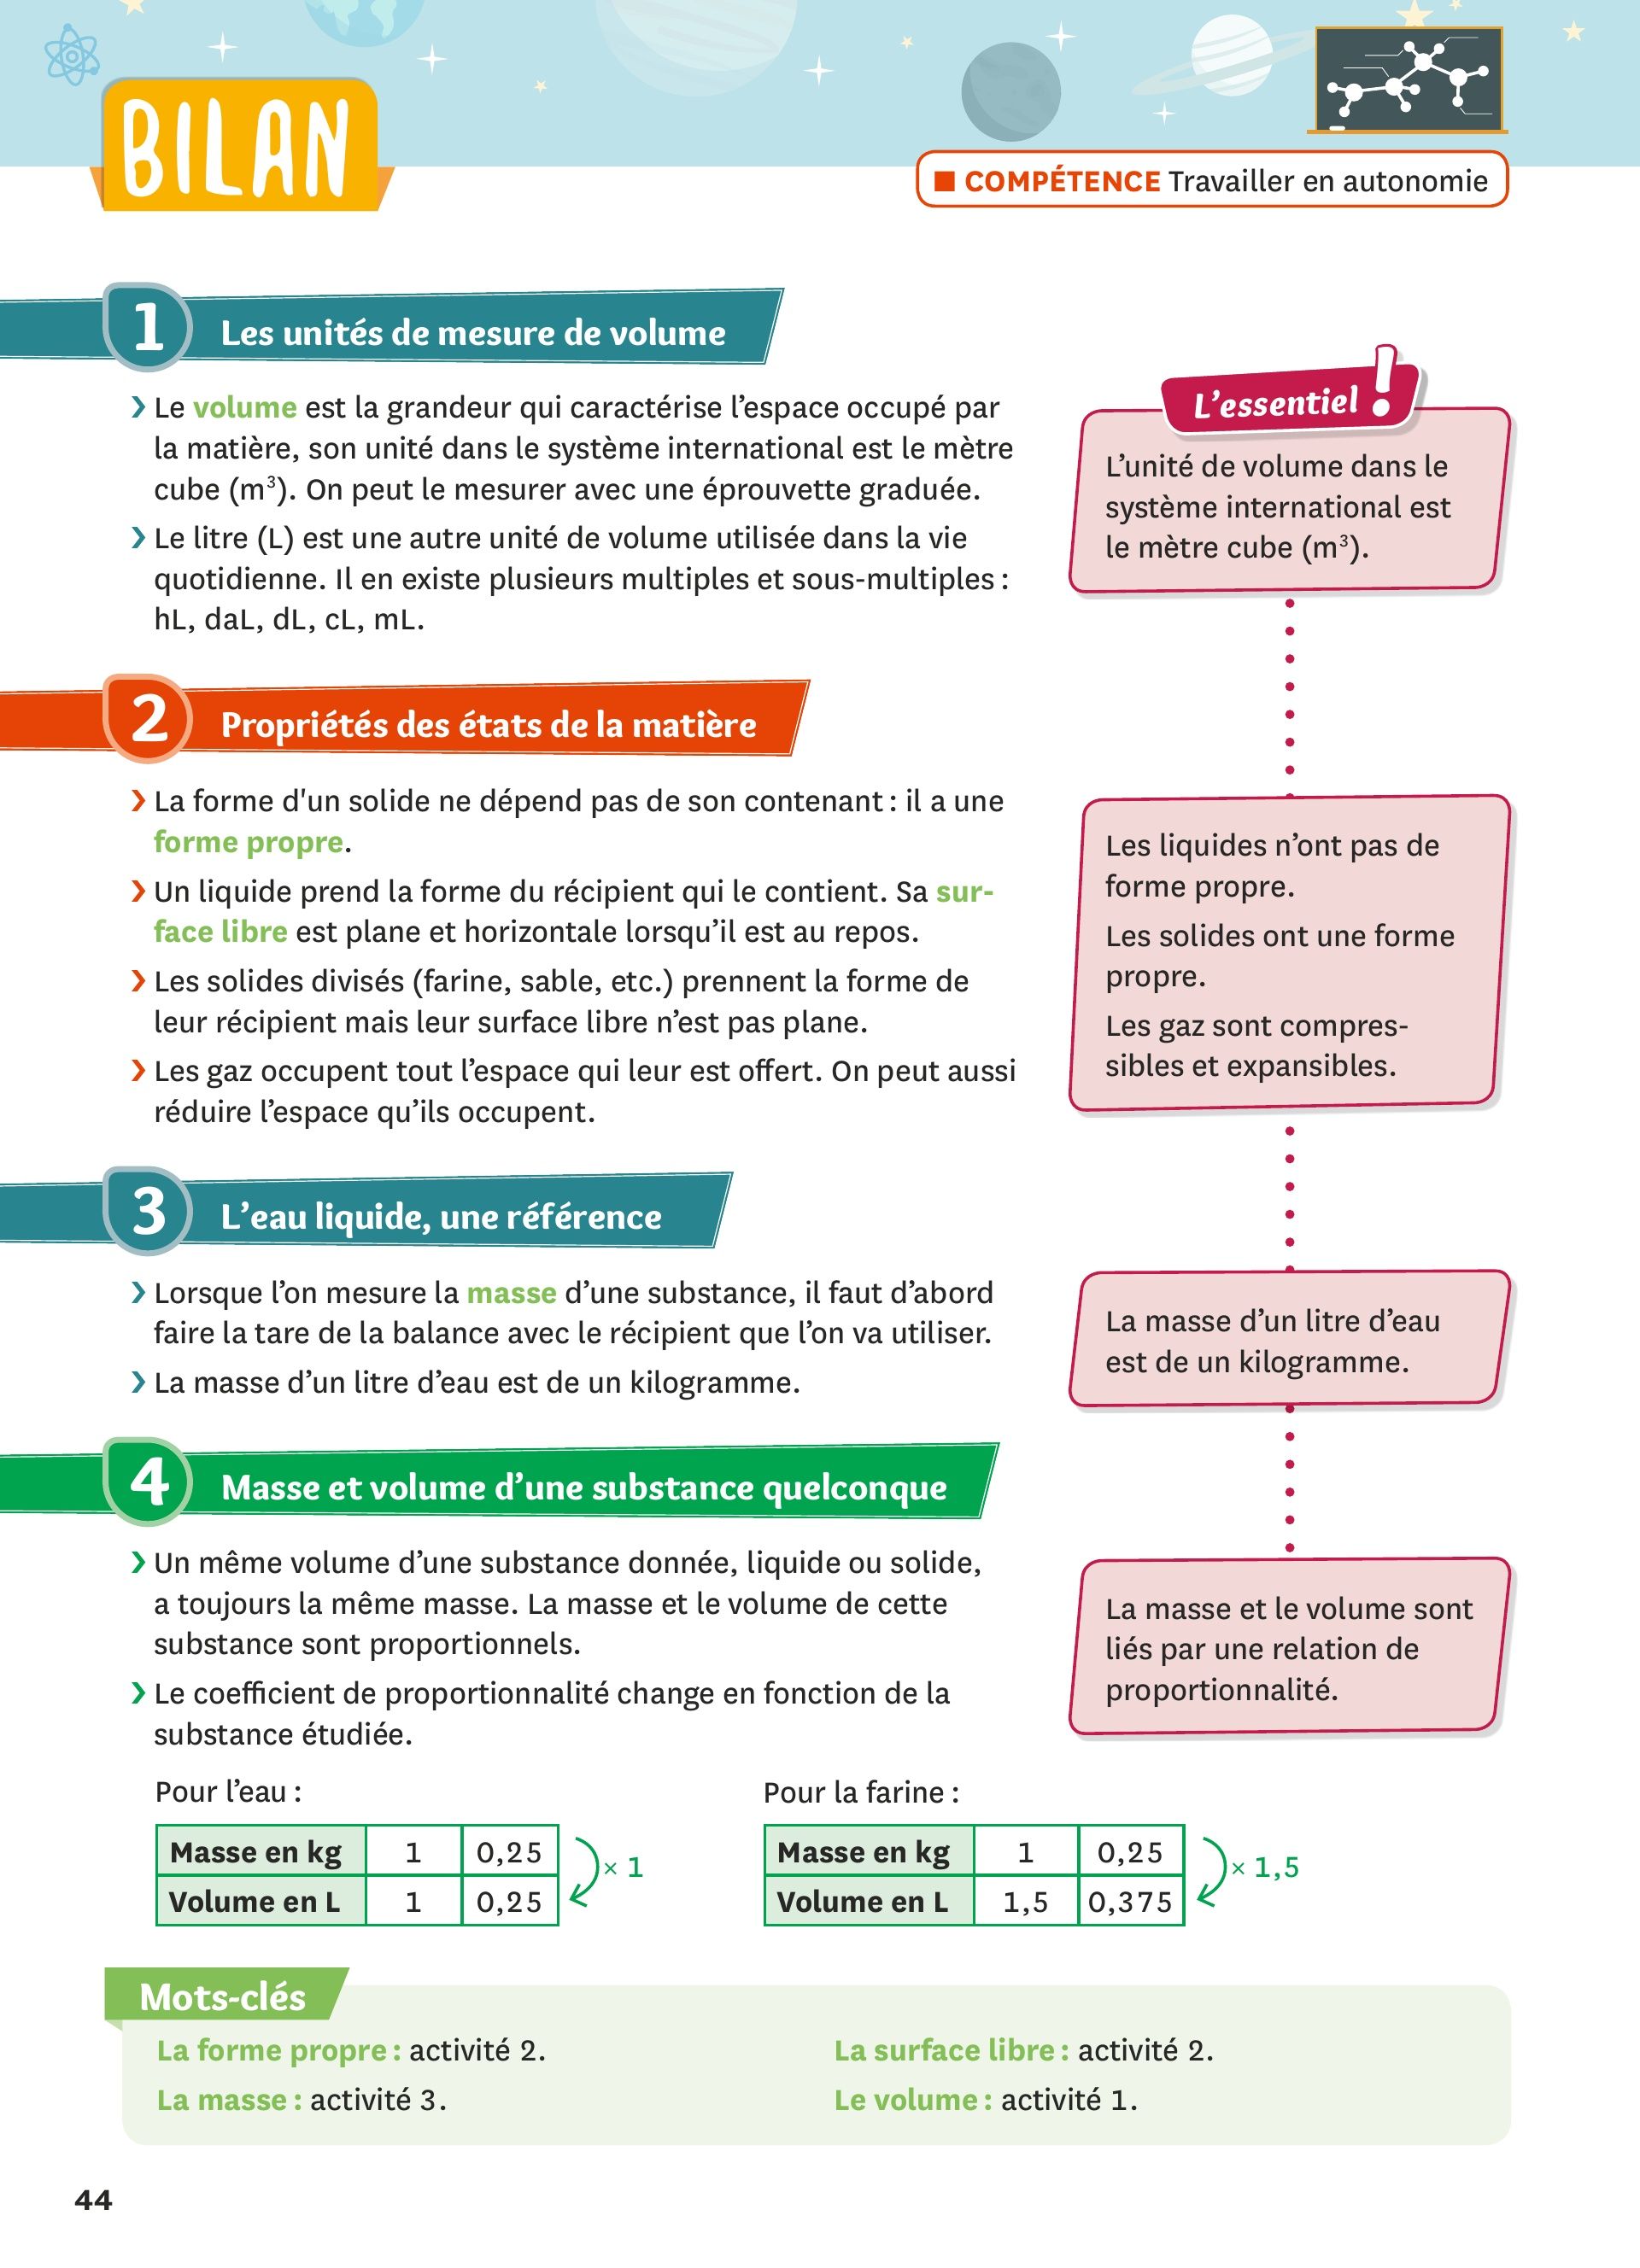 BILAN
■ COMPÉTENCE Travailler en autonomie
1 Les unités de mesure de volume
› Le volume est la grandeur qui caractérise l’espace occupé par
la matière, son unité dans le système international est le mètre
cube (m³). On peut le mesurer avec une éprouvette graduée.
› Le litre (L) est une autre unité de volume utilisée dans la vie
quotidienne. Il en existe plusieurs multiples et sous-multiples :
hL, daL, dL, cL, mL.
L’essentiel !
L’unité de volume dans le
système international est
le mètre cube (m³).
2 Propriétés des états de la matière
› La forme d'un solide ne dépend pas de son contenant : il a une
forme propre.
› Un liquide prend la forme du récipient qui le contient. Sa sur-
face libre est plane et horizontale lorsqu’il est au repos.
› Les solides divisés (farine, sable, etc.) prennent la forme de
leur récipient mais leur surface libre n’est pas plane.
› Les gaz occupent tout l’espace qui leur est offert. On peut aussi
réduire l’espace qu’ils occupent.
Les liquides n’ont pas de
forme propre.
Les solides ont une forme
propre.
Les gaz sont compres-
sibles et expansibles.
3 L’eau liquide, une référence
› Lorsque l’on mesure la masse d’une substance, il faut d’abord
faire la tare de la balance avec le récipient que l’on va utiliser.
› La masse d’un litre d’eau est de un kilogramme.
La masse d’un litre d’eau
est de un kilogramme.
4 Masse et volume d’une substance quelconque
› Un même volume d’une substance donnée, liquide ou solide,
a toujours la même masse. La masse et le volume de cette
substance sont proportionnels.
› Le coefficient de proportionnalité change en fonction de la
substance étudiée.
La masse et le volume sont
liés par une relation de
proportionnalité.
Pour l’eau :
Masse en kg 1 0,25
Volume en L 1 0,25
× 1
Pour la farine :
Masse en kg 1 0,25
Volume en L 1,5 0,375
× 1,5
Mots-clés
La forme propre : activité 2.
La masse : activité 3.
La surface libre : activité 2.
Le volume : activité 1.
44